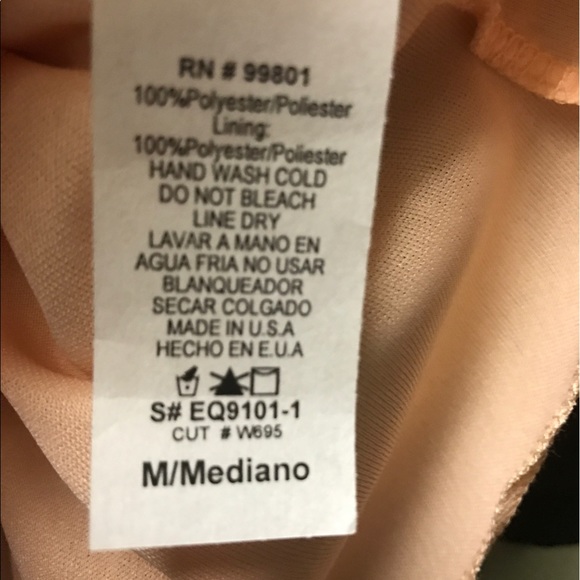 RN # 99801
100%Polyester/Poliester
Lining:
100%Polyester/Poliester
HAND WASH COLD
DO NOT BLEACH
LINE DRY
LAVAR A MANO EN
AGUA FRIA NO USAR
BLANQUEADOR
SECAR COLGADO
MADE IN U.S.A
HECHO EN E.U.A
S# EQ9101-1
CUT # W695
M/Mediano